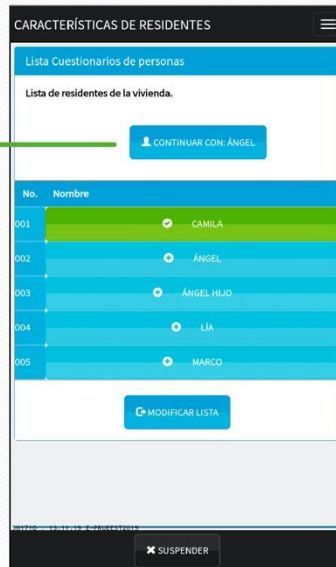 CARACTERÍSTICAS DE RESIDENTES
Lista Cuestionarios de personas
Lista de residentes de la vivienda.
CONTINUAR CON: ÁNGEL
No. Nombre
001 CAMILA
002 ÁNGEL
003 ÁNGEL HIJO
004 LÍA
005 MARCO
MODIFICAR LISTA
SUSPENDER